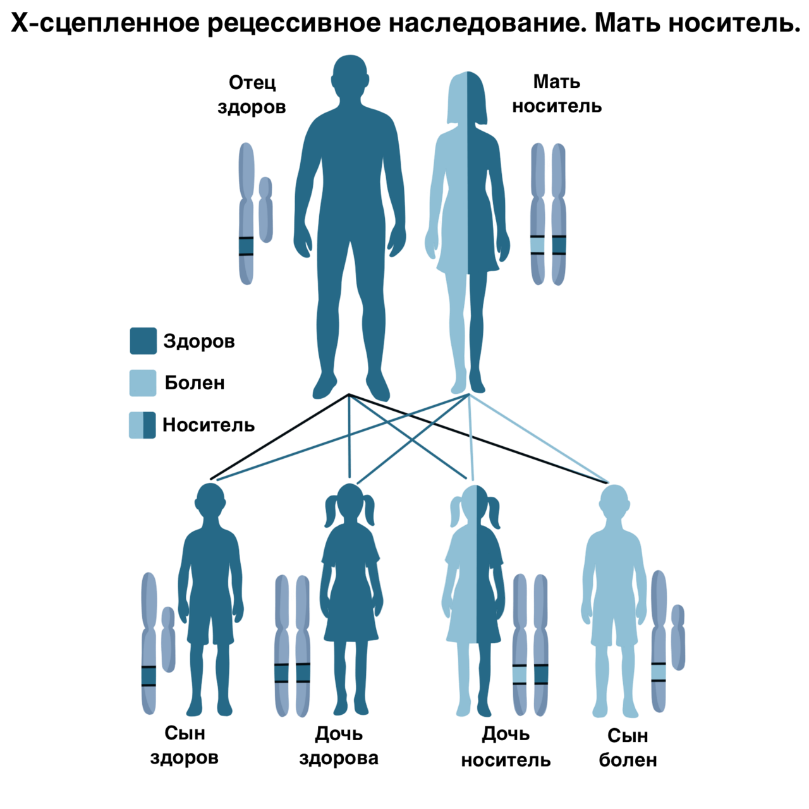 Х-сцепленное рецессивное наследование. Мать носитель.
Отец
здоров
Мать
носитель
Здоров
Болен
Носитель
Сын
здоров
Дочь
здорова
Дочь
носитель
Сын
болен